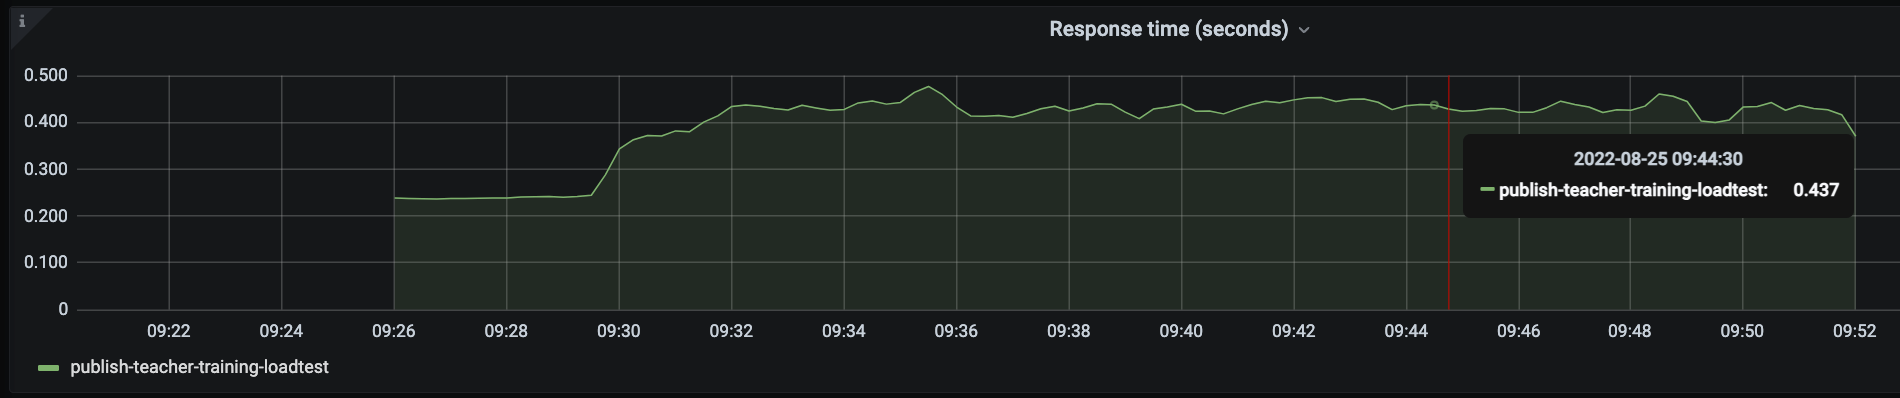 i
Response time (seconds)
0.500
0.400
0.300
0.200
0.100
0
2022-08-25 09:44:30
publish-teacher-training-loadtest: 0.437
09:22 09:24 09:26 09:28 09:30 09:32 09:34 09:36 09:38 09:40 09:42 09:44 09:46 09:48 09:50 09:52
publish-teacher-training-loadtest